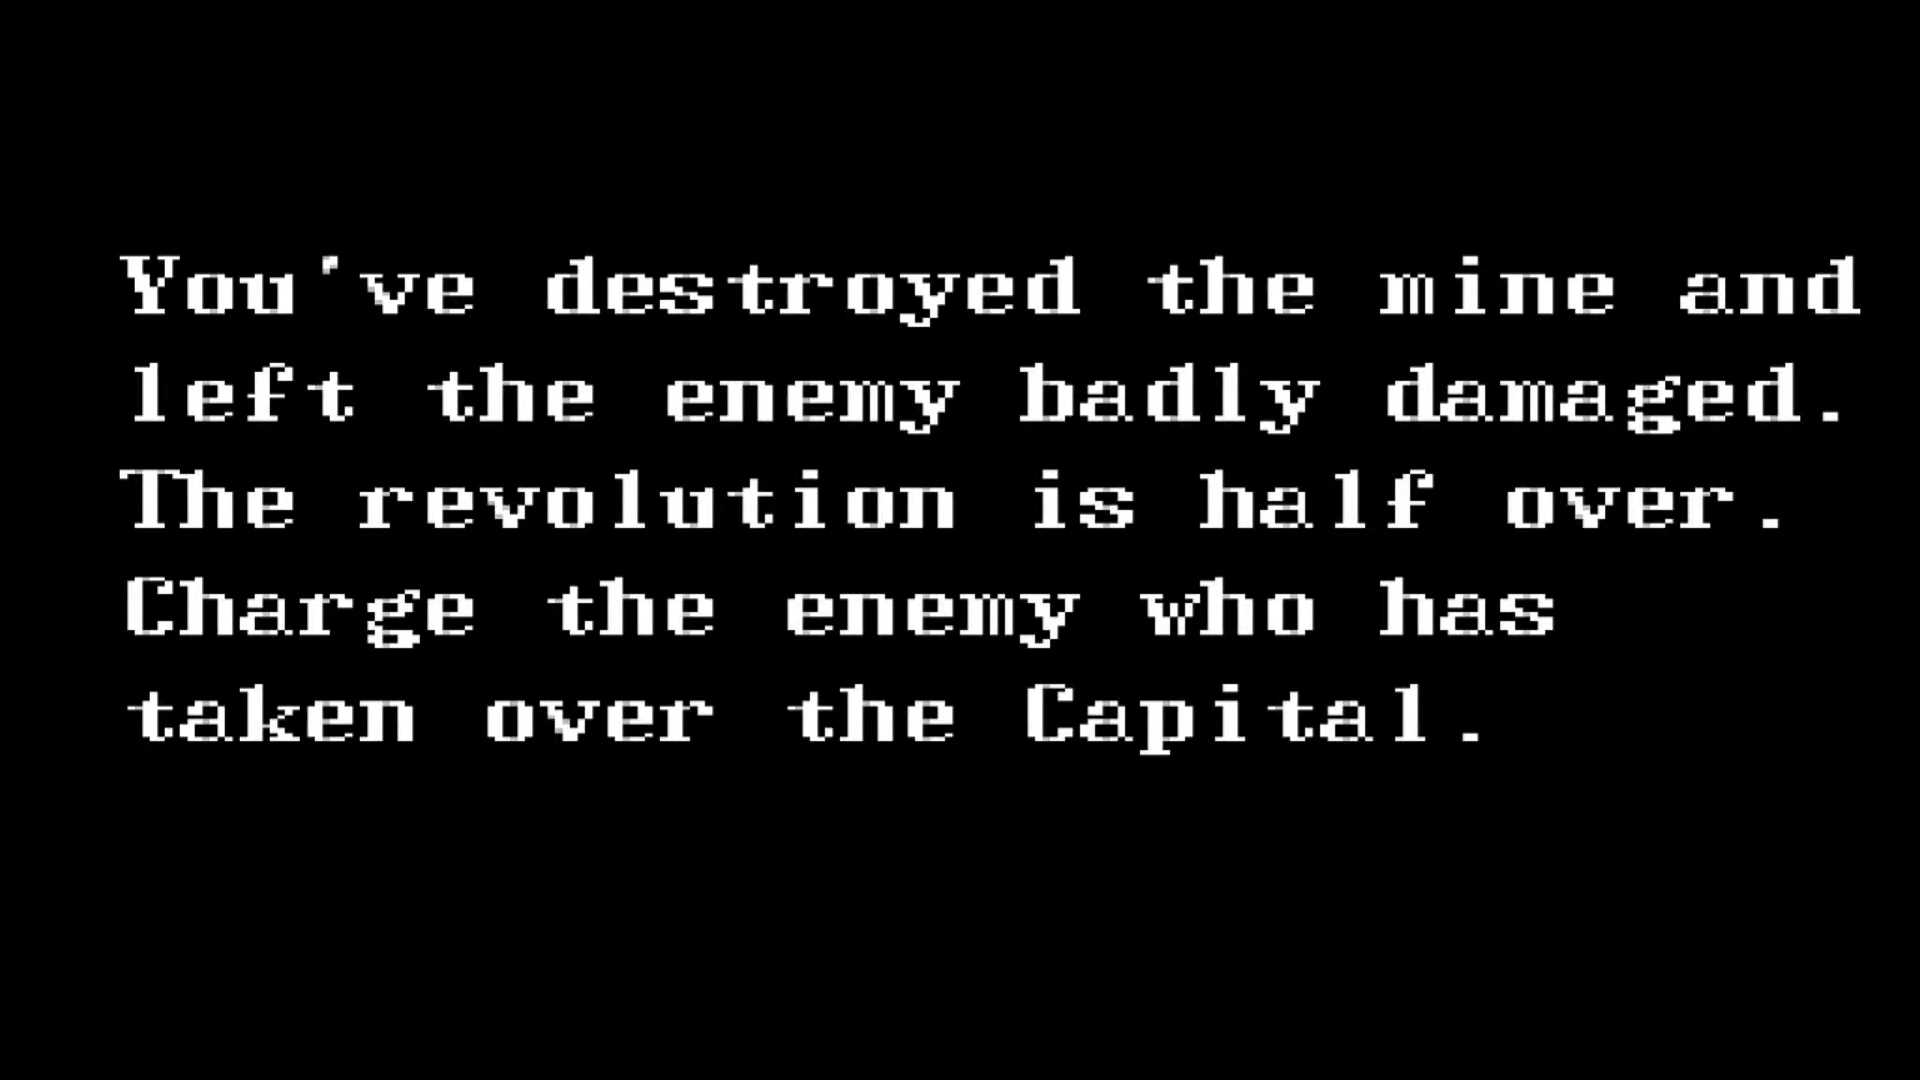 You've destroyed the mine and
left the enemy badly damaged.
The revolution is half over.
Charge the enemy who has
taken over the Capital.